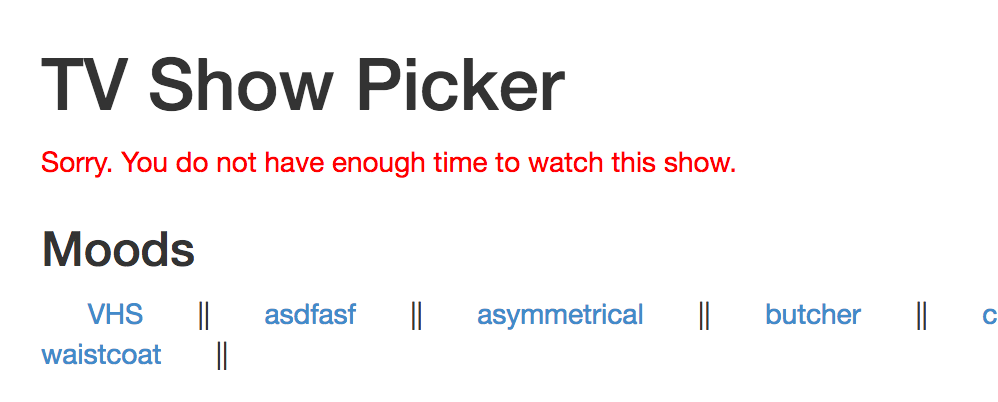 TV Show Picker
Sorry. You do not have enough time to watch this show.
Moods
VHS || asdfasf || asymmetrical || butcher || c
waistcoat ||